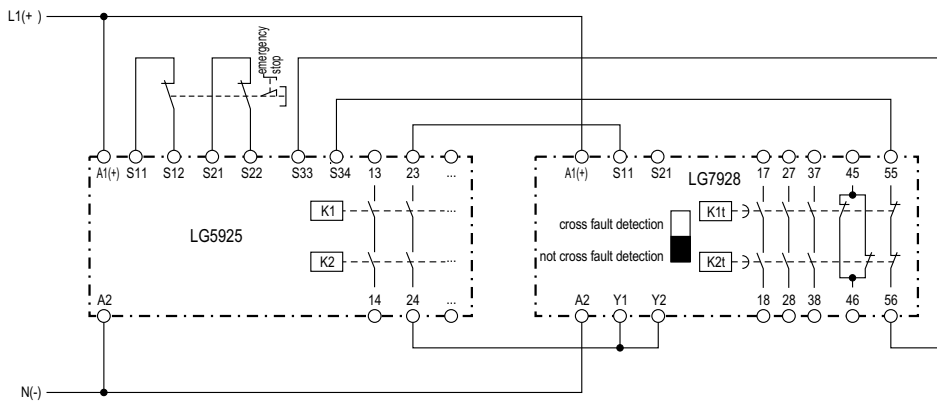 L1(+ )
emergency
stop
A1(+) S11 S12 S21 S22 S33 S34 13 23 ...
A1(+) S11 S21 17 27 37 45 55
LG7928
K1 ...
K1t
cross fault detection
LG5925
K2 ...
not cross fault detection
K2t
A2 14 24 ...
A2 Y1 Y2 18 28 38 46 56
N(-)